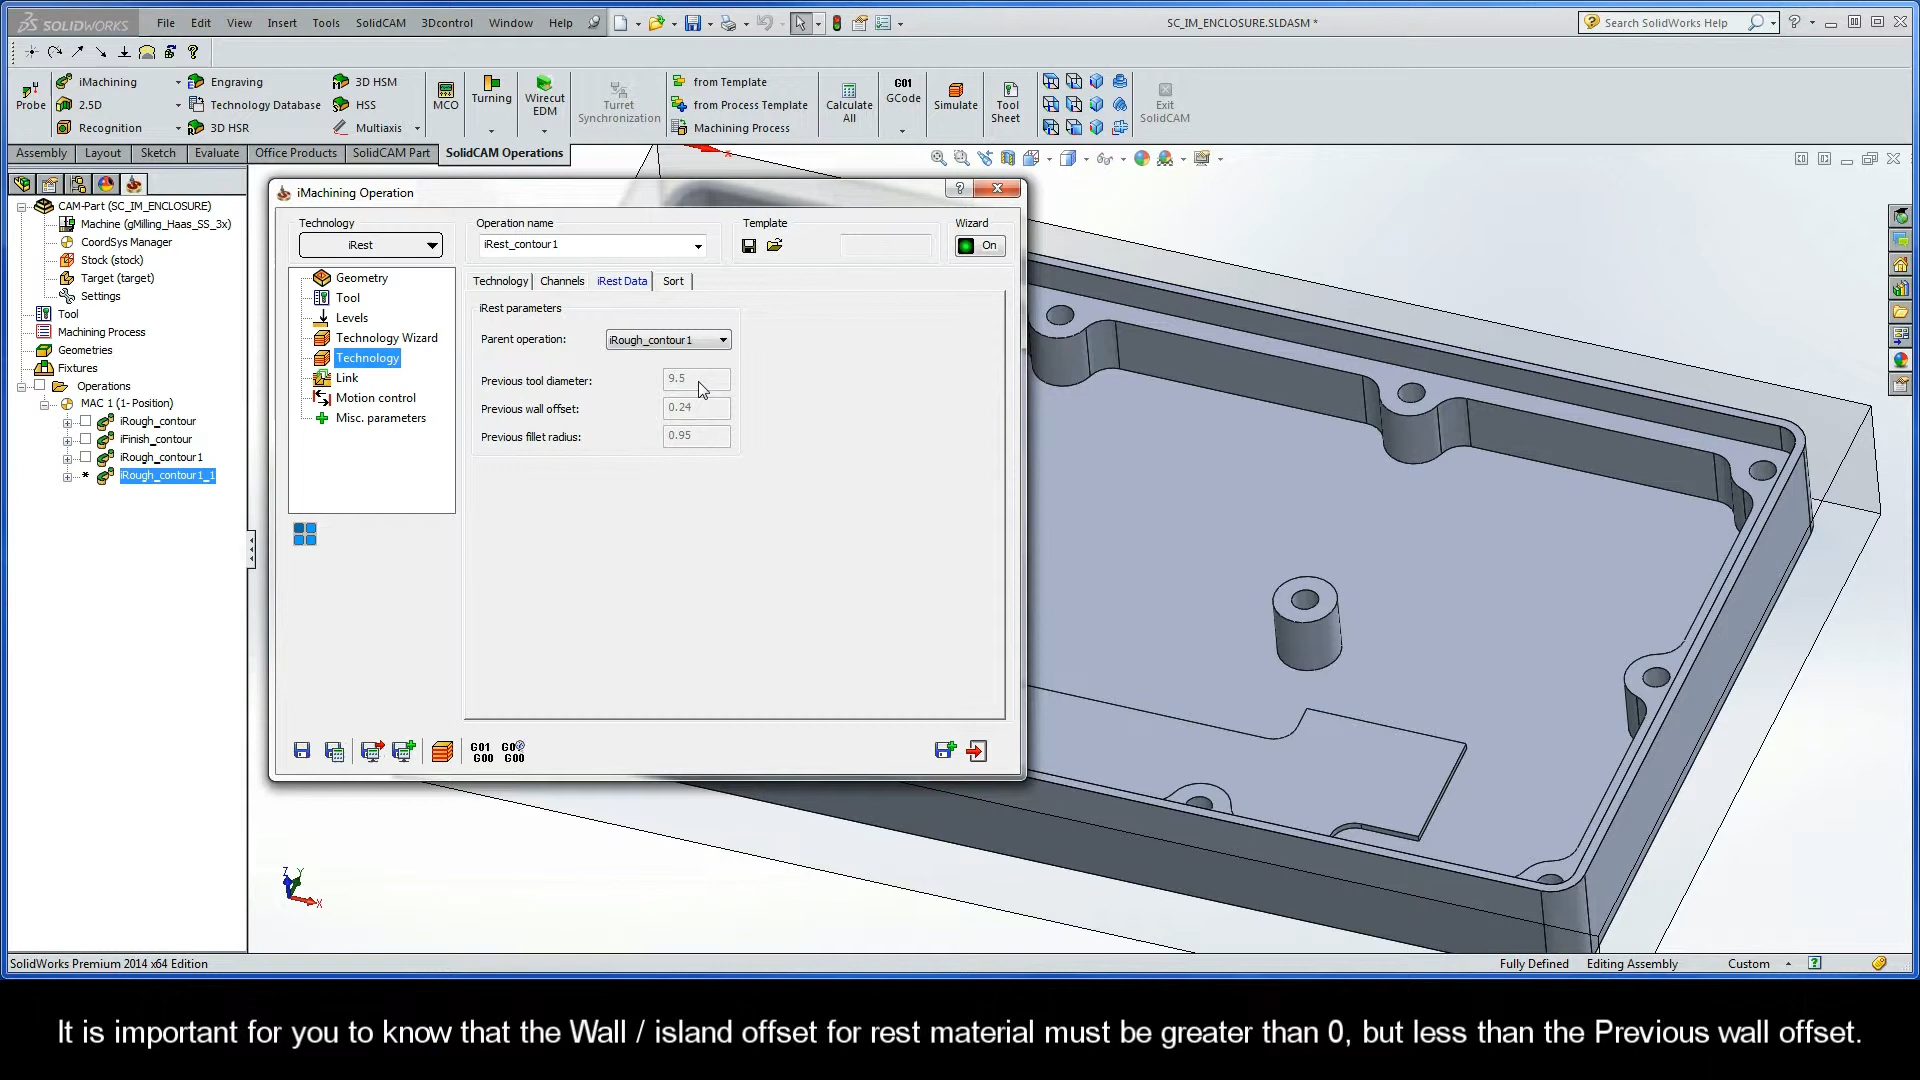 SOLIDWORKS File Edit View Insert Tools SolidCAM 3Dcontrol Window Help SC_IM_ENCLOSURE.SLDASM * Search SolidWorks Help
Probe
iMachining
2.5D
Recognition
Engraving
Technology Database
3D HSR
3D HSM
HSS
Multiaxis
MCO
Turning
Wirecut
EDM
Turret
Synchronization
from Template
from Process Template
Machining Process
Calculate
All
G01
GCode
Simulate
Tool
Sheet
Exit
SolidCAM
Assembly Layout Sketch Evaluate Office Products SolidCAM Part SolidCAM Operations
CAM-Part (SC_IM_ENCLOSURE)
Machine (gMilling_Haas_SS_3x)
CoordSys Manager
Stock (stock)
Target (target)
Settings
Tool
Machining Process
Geometries
Fixtures
Operations
MAC 1 (1- Position)
iRough_contour
iFinish_contour
iRough_contour1
iRough_contour1_1
iMachining Operation
Technology
iRest
Operation name
iRest_contour1
Template
Wizard
On
Geometry
Tool
Levels
Technology Wizard
Technology
Link
Motion control
Misc. parameters
Technology Channels iRest Data Sort
iRest parameters
Parent operation: iRough_contour1
Previous tool diameter: 9.5
Previous wall offset: 0.24
Previous fillet radius: 0.95
G01 G0
G00 G00
Z Y
X
X
SolidWorks Premium 2014 x64 Edition Fully Defined Editing Assembly Custom
It is important for you to know that the Wall / island offset for rest material must be greater than 0, but less than the Previous wall offset.